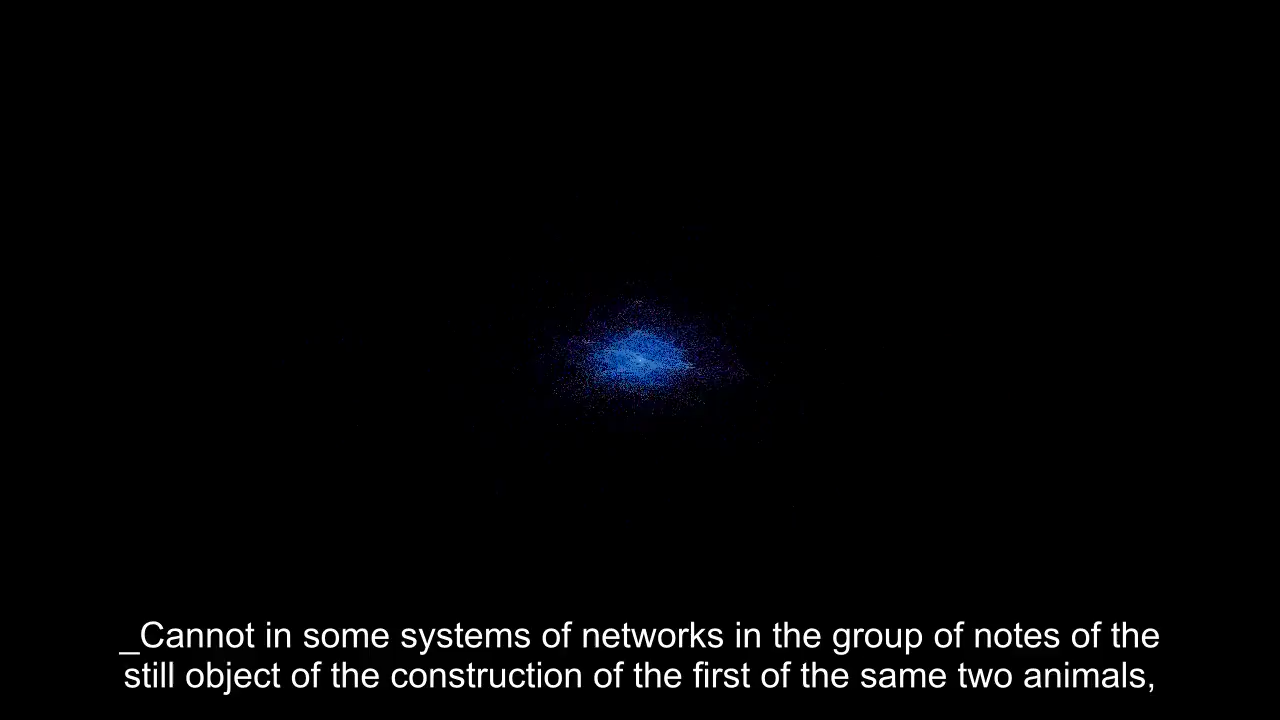 _Cannot in some systems of networks in the group of notes of the
still object of the construction of the first of the same two animals,